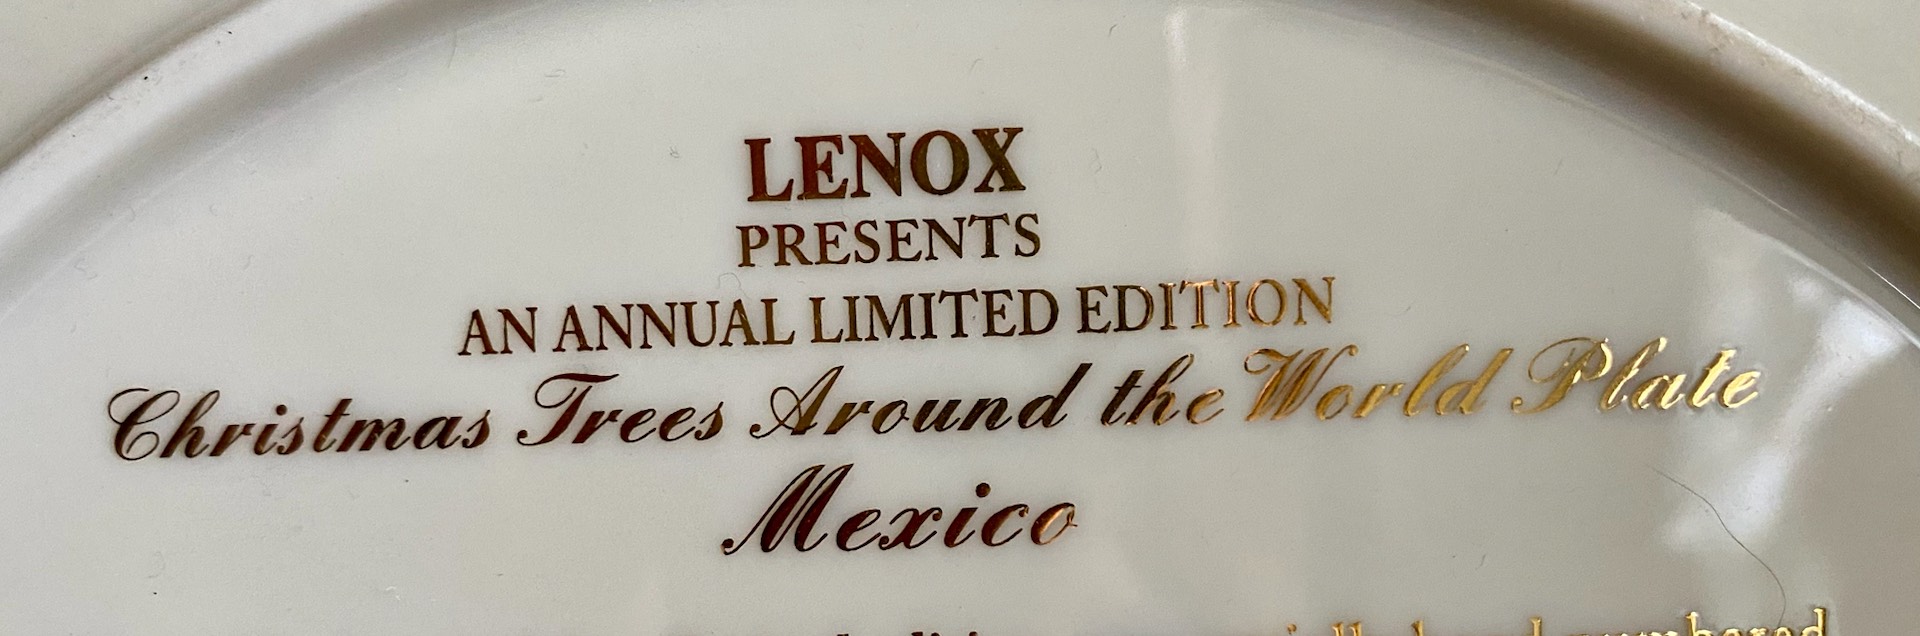 LENOX
PRESENTS
AN ANNUAL LIMITED EDITION
Christmas Trees Around the World Plate
Mexico